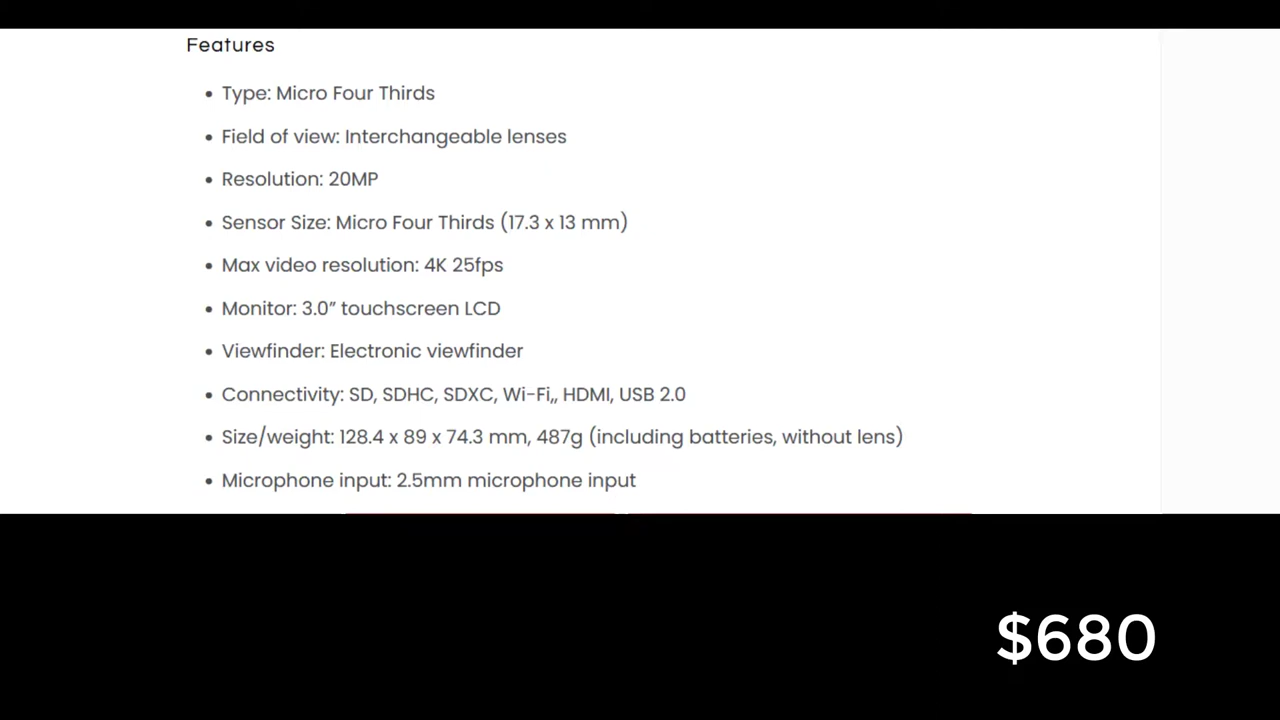 Features
• Type: Micro Four Thirds
• Field of view: Interchangeable lenses
• Resolution: 20MP
• Sensor Size: Micro Four Thirds (17.3 x 13 mm)
• Max video resolution: 4K 25fps
• Monitor: 3.0” touchscreen LCD
• Viewfinder: Electronic viewfinder
• Connectivity: SD, SDHC, SDXC, Wi-Fi,, HDMI, USB 2.0
• Size/weight: 128.4 x 89 x 74.3 mm, 487g (including batteries, without lens)
• Microphone input: 2.5mm microphone input
$680